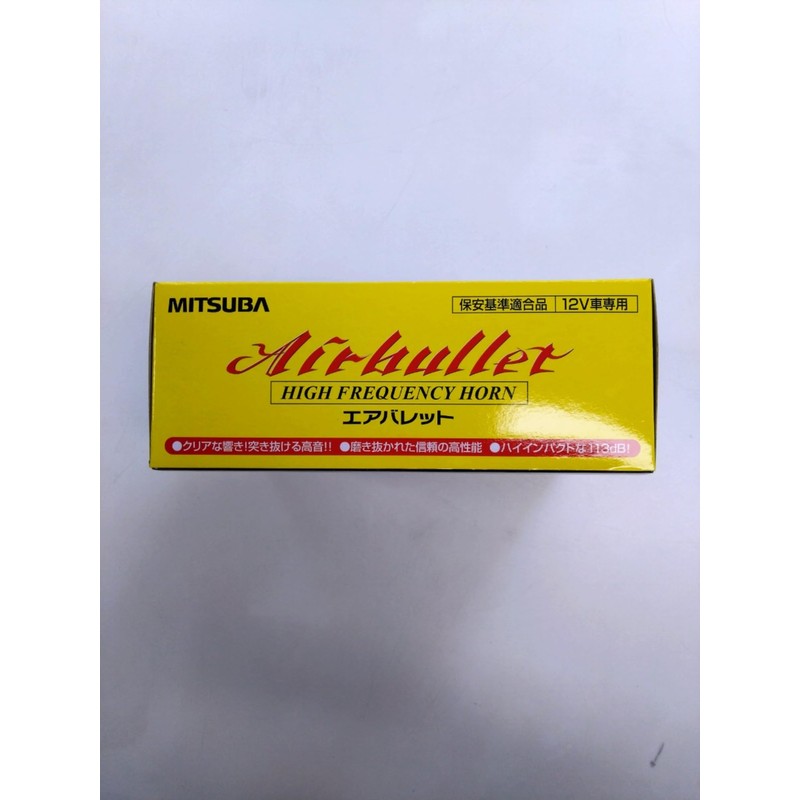 MITSUBA
保安基準適合品 12V車専用
Airbullet
HIGH FREQUENCY HORN
エアバレット
●クリアな響き!突き抜ける高音!! ●磨き抜かれた信頼の高性能 ●ハイインパクトな113dB!